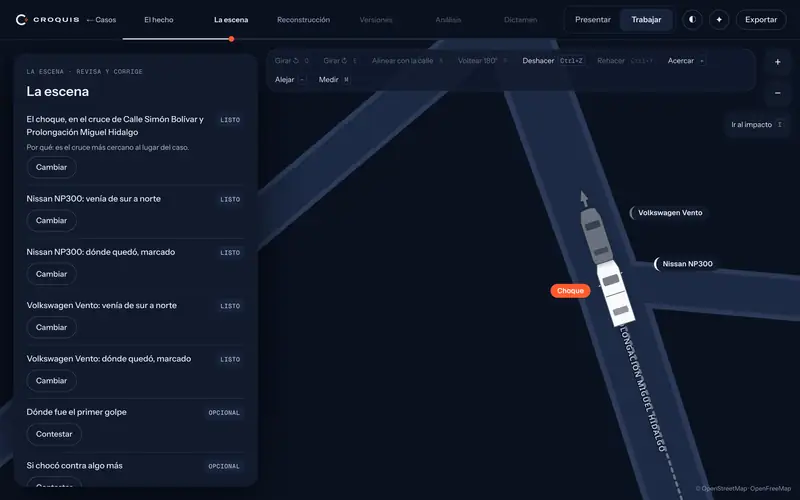 CROQUIS
← Casos
El hecho
La escena
Reconstrucción
Versiones
Análisis
Dictamen
Presentar
Trabajar
Exportar
LA ESCENA · REVISA Y CORRIGE
La escena
El choque, en el cruce de Calle Simón Bolívar y
Prolongación Miguel Hidalgo
LISTO
Por qué: es el cruce más cercano al lugar del caso.
Cambiar
Nissan NP300: venía de sur a norte
LISTO
Cambiar
Nissan NP300: dónde quedó, marcado
LISTO
Cambiar
Volkswagen Vento: venía de sur a norte
LISTO
Cambiar
Volkswagen Vento: dónde quedó, marcado
LISTO
Cambiar
Dónde fue el primer golpe
OPCIONAL
Contestar
Si chocó contra algo más
OPCIONAL
Contestar
Girar
Girar
Alinear con la calle
Voltear 180°
Deshacer Ctrl+Z
Rehacer Ctrl+Y
Acercar +
Alejar −
Medir M
+
−
Ir al impacto I
Volkswagen Vento
Nissan NP300
Choque
LONGACIÓN MIGUEL HIDALGO
© OpenStreetMap · OpenFreeMap